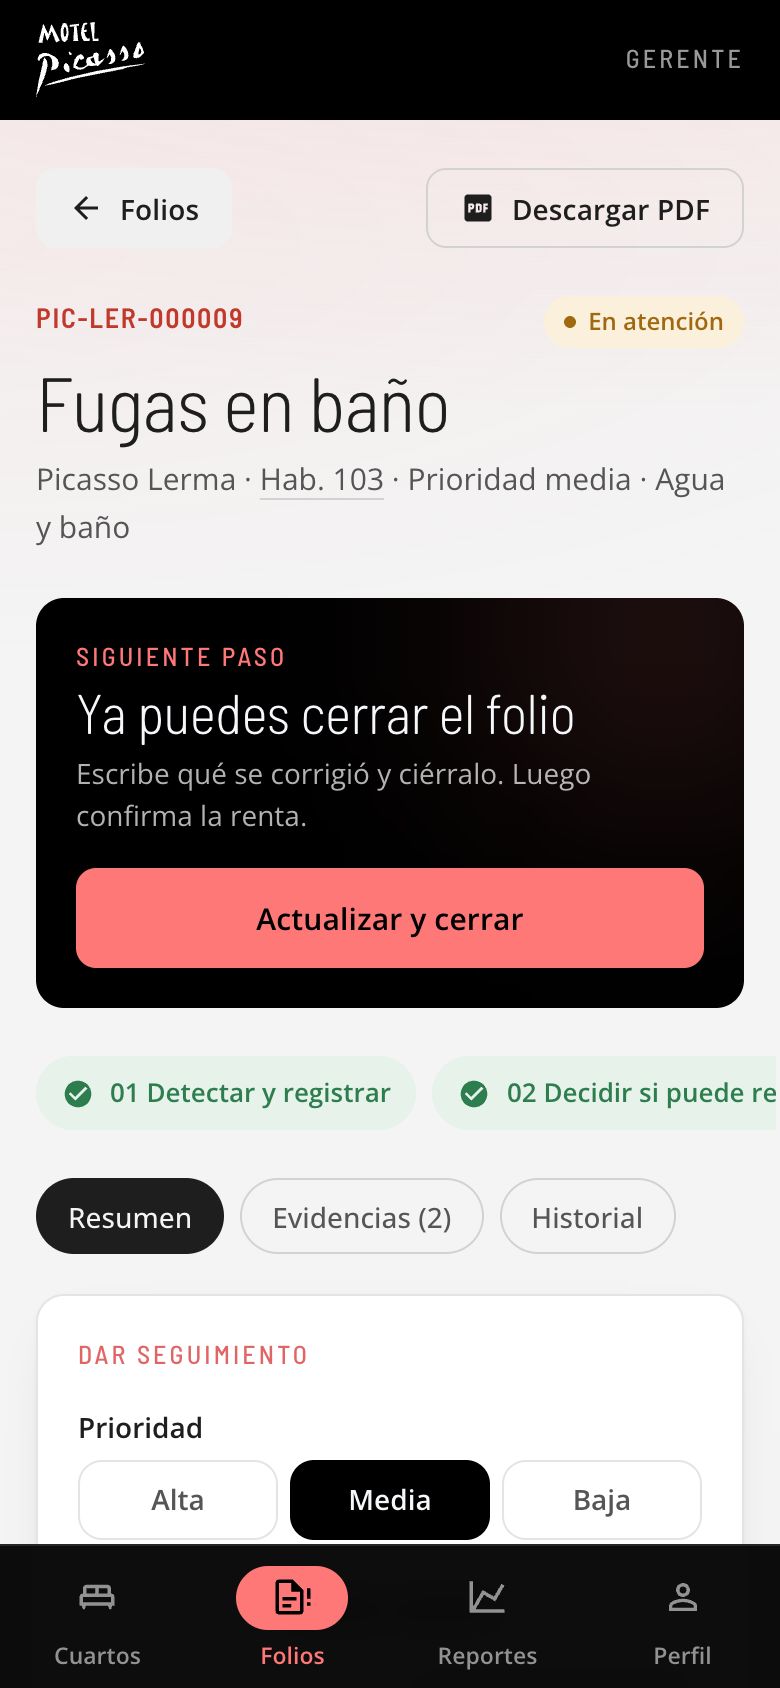 MOTEL
Picasso
GERENTE
Folios
PDF
Descargar PDF
PIC-LER-000009
En atención
Fugas en baño
Picasso Lerma · Hab. 103 · Prioridad media · Agua
y baño
SIGUIENTE PASO
Ya puedes cerrar el folio
Escribe qué se corrigió y ciérralo. Luego
confirma la renta.
Actualizar y cerrar
01 Detectar y registrar
02 Decidir si puede re
Resumen
Evidencias (2)
Historial
DAR SEGUIMIENTO
Prioridad
Alta
Media
Baja
Cuartos
Folios
Reportes
Perfil